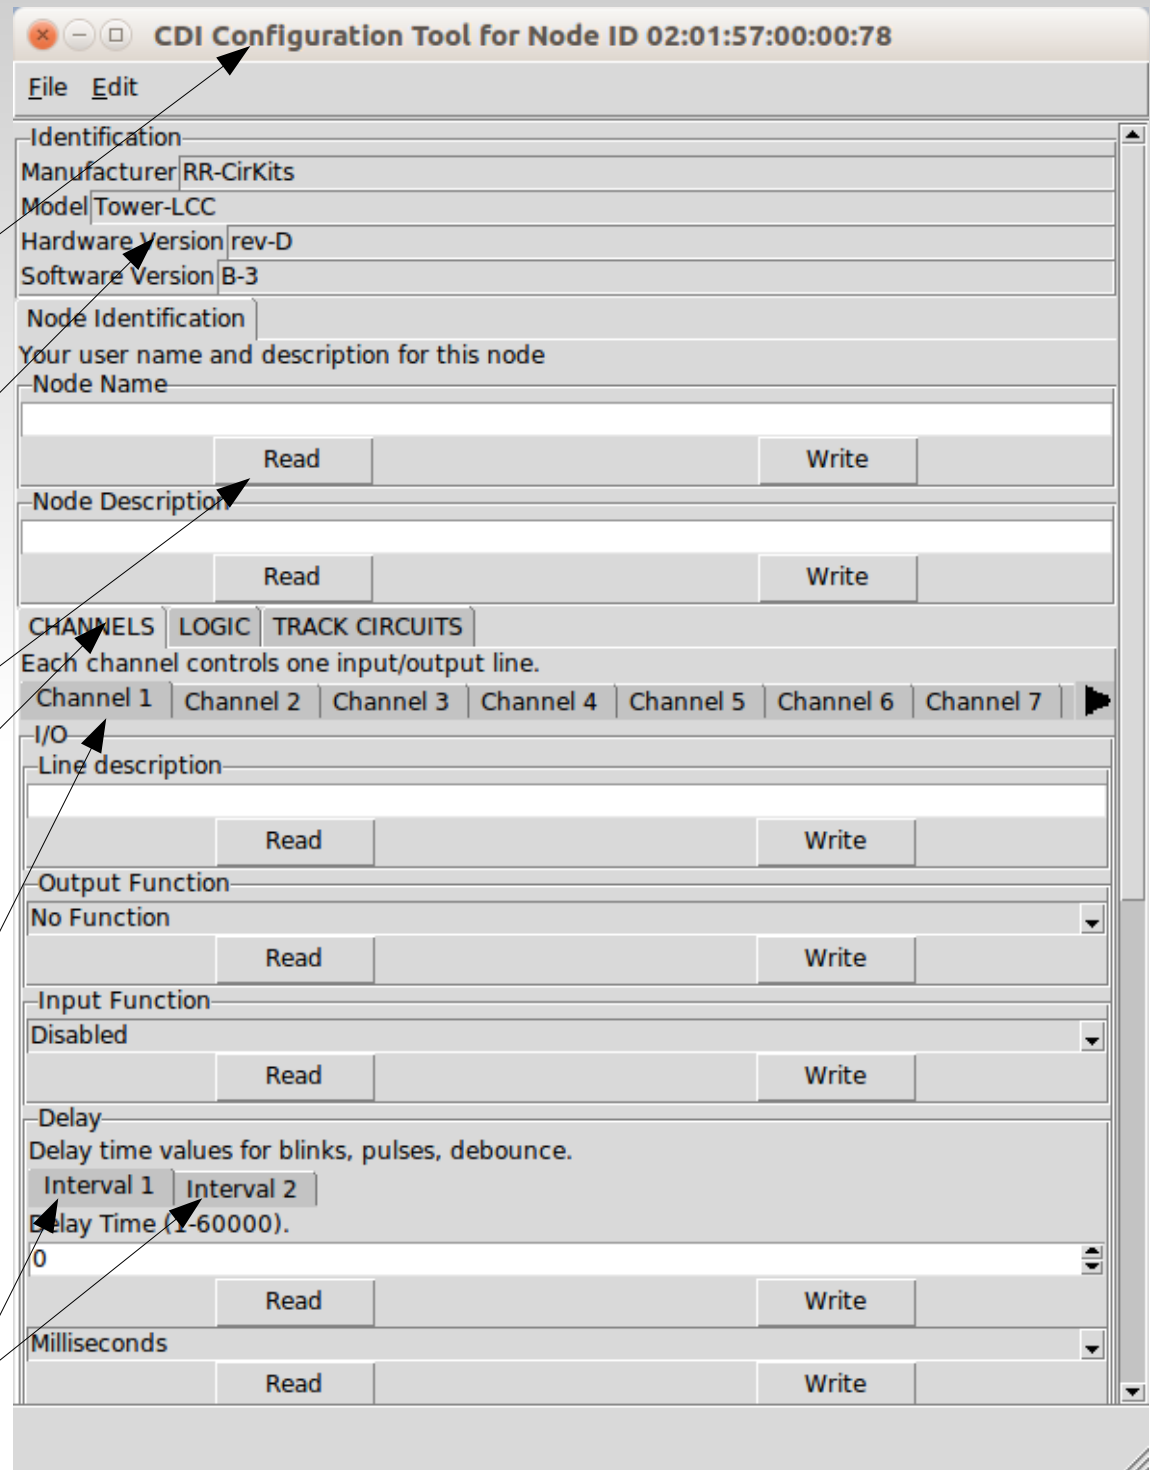 CDI Configuration Tool for Node ID 02:01:57:00:00:78
File Edit
Identification
Manufacturer RR-CirKits
Model Tower-LCC
Hardware Version rev-D
Software Version B-3
Node Identification
Your user name and description for this node
Node Name
Read Write
Node Description
Read Write
CHANNELS LOGIC TRACK CIRCUITS
Each channel controls one input/output line.
Channel 1 Channel 2 Channel 3 Channel 4 Channel 5 Channel 6 Channel 7
I/O
Line description
Read Write
Output Function
No Function
Read Write
Input Function
Disabled
Read Write
Delay
Delay time values for blinks, pulses, debounce.
Interval 1 Interval 2
Delay Time (1-60000).
0
Read Write
Milliseconds
Read Write